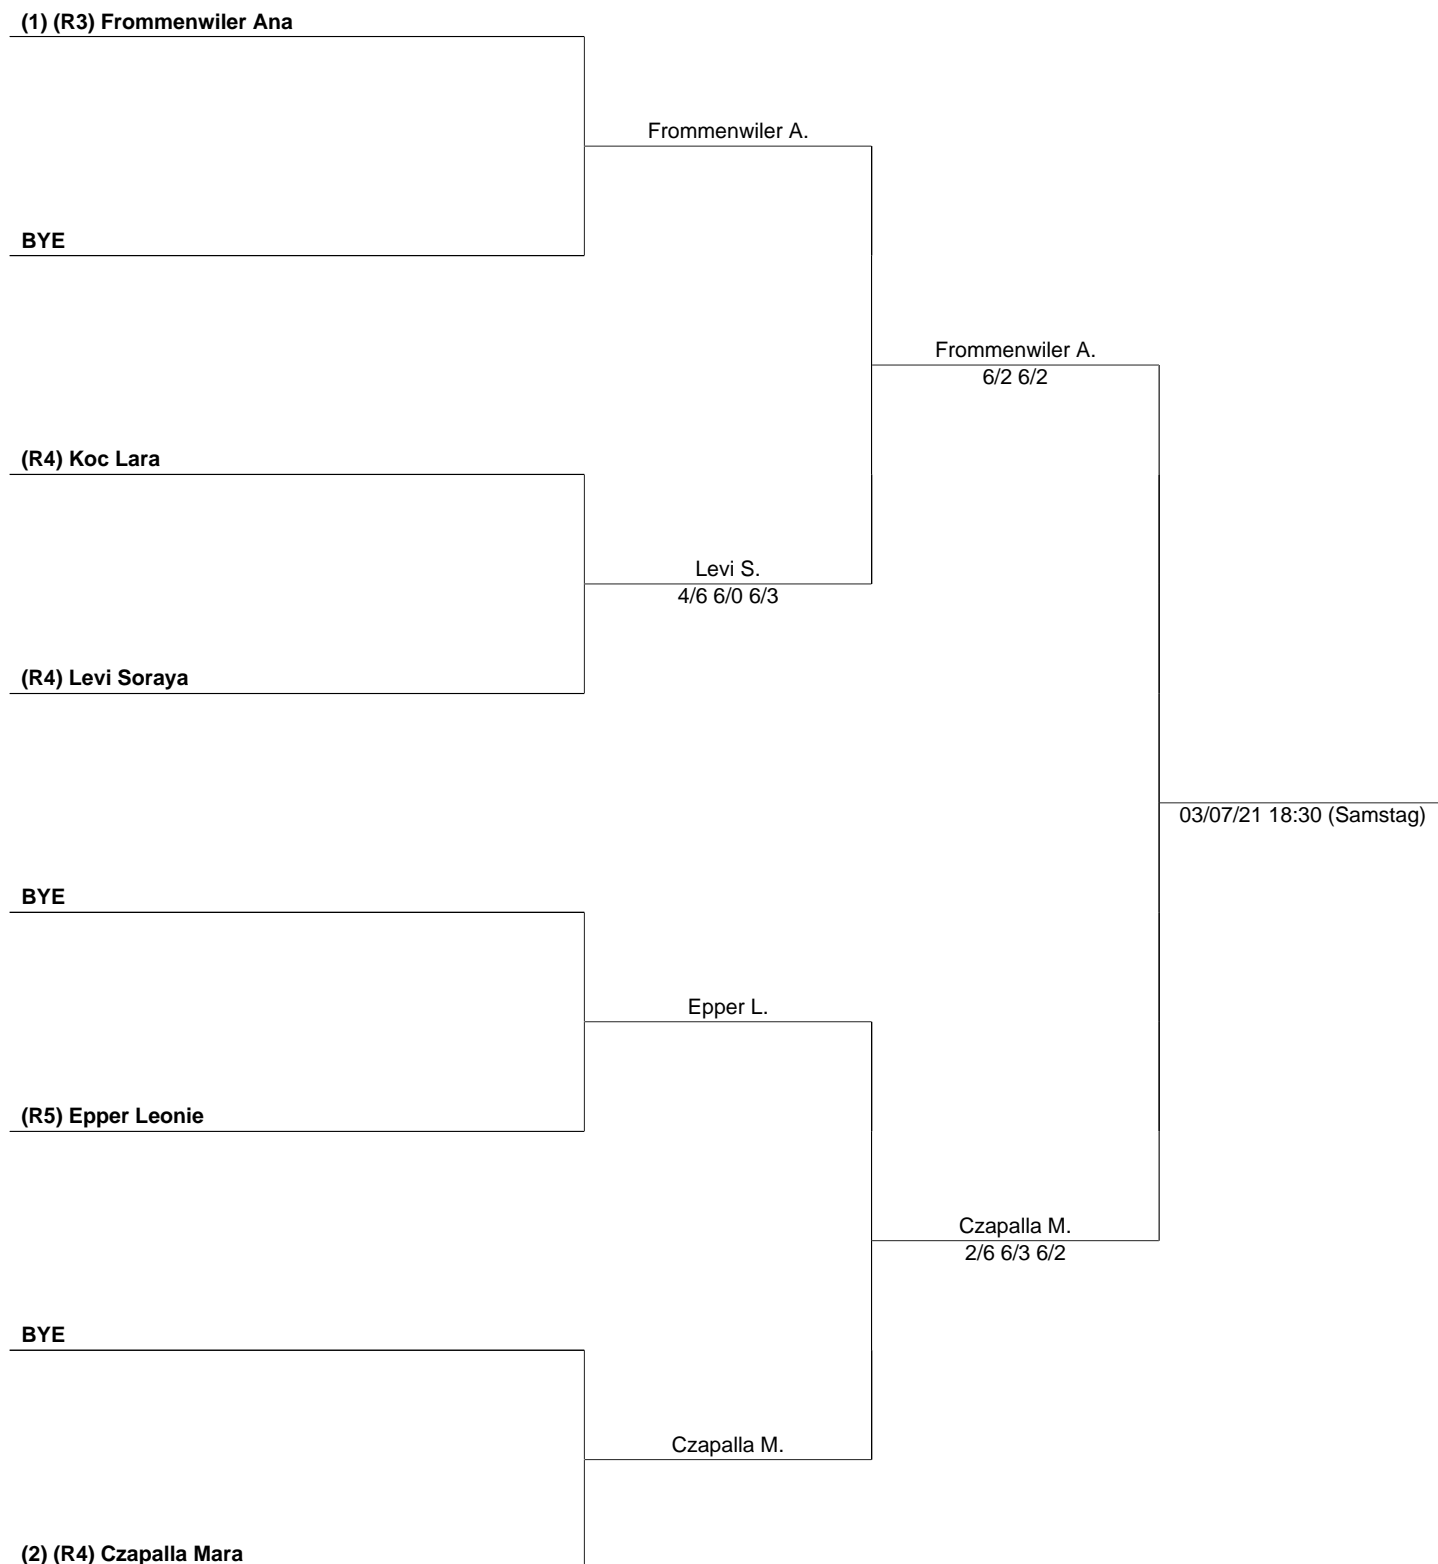 (1) (R3) Frommenwiler Ana
Frommenwiler A.
BYE
Frommenwiler A.
6/2 6/2
(R4) Koc Lara
Levi S.
4/6 6/0 6/3
(R4) Levi Soraya
03/07/21 18:30 (Samstag)
BYE
Epper L.
(R5) Epper Leonie
Czapalla M.
2/6 6/3 6/2
BYE
Czapalla M.
(2) (R4) Czapalla Mara